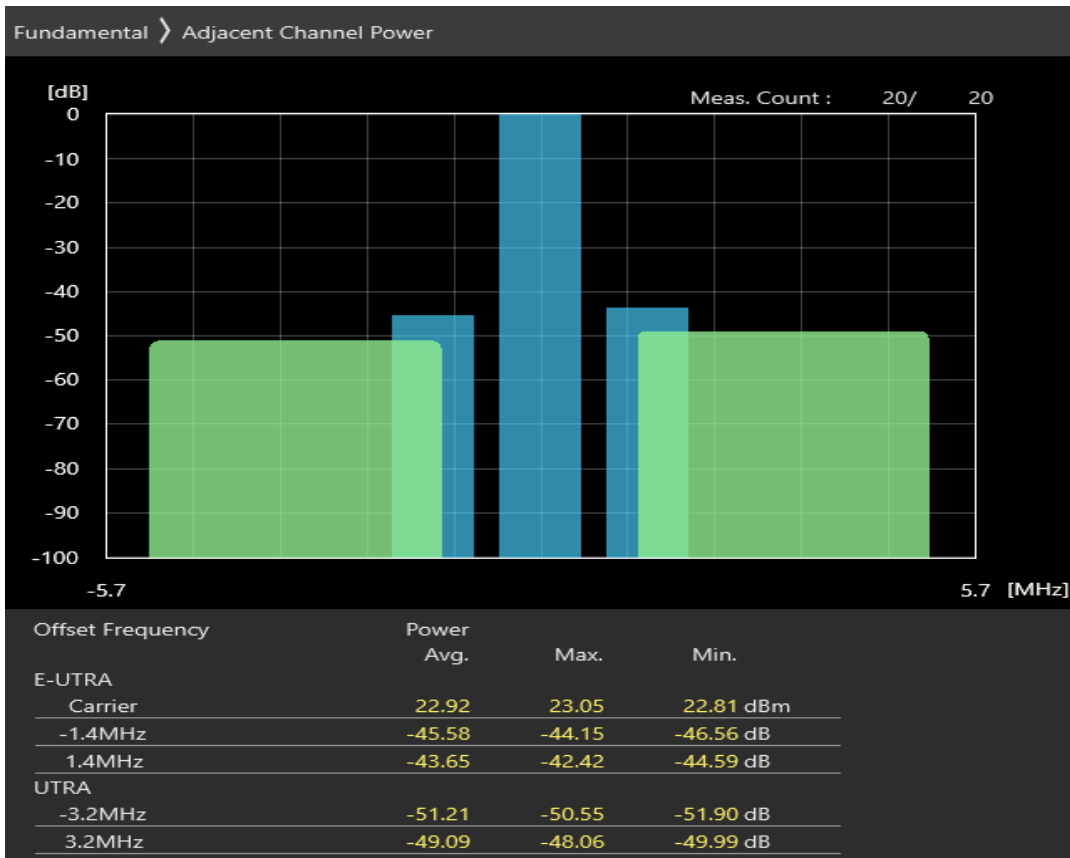 Fundamental 〉 Adjacent Channel Power
[dB]
Meas. Count : 20/ 20
0
-10
-20
-30
-40
-50
-60
-70
-80
-90
-100
-5.7 5.7 [MHz]
Offset Frequency Power
Avg. Max. Min.
E-UTRA
Carrier 22.92 23.05 22.81 dBm
-1.4MHz -45.58 -44.15 -46.56 dB
1.4MHz -43.65 -42.42 -44.59 dB
UTRA
-3.2MHz -51.21 -50.55 -51.90 dB
3.2MHz -49.09 -48.06 -49.99 dB